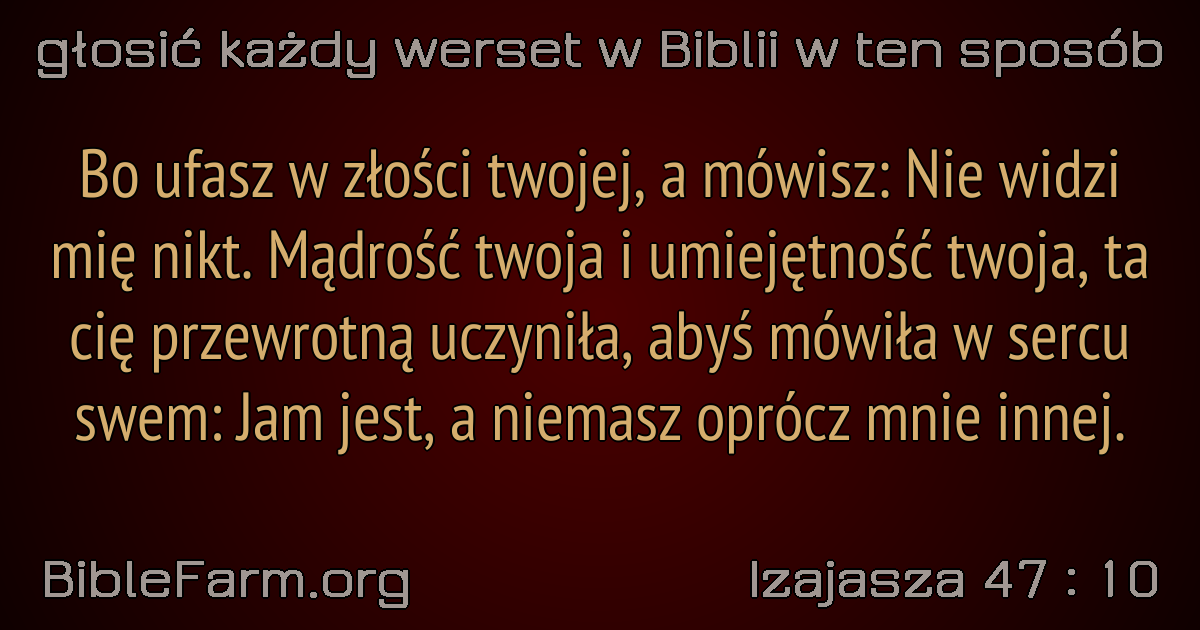 głosić każdy werset w Biblii w ten sposób
Bo ufasz w złości twojej, a mówisz: Nie widzi
mię nikt. Mądrość twoja i umiejętność twoja, ta
cię przewrotną uczyniła, abyś mówiła w sercu
swem: Jam jest, a niemasz oprócz mnie innej.
BibleFarm.org
Izajasza 47 : 10